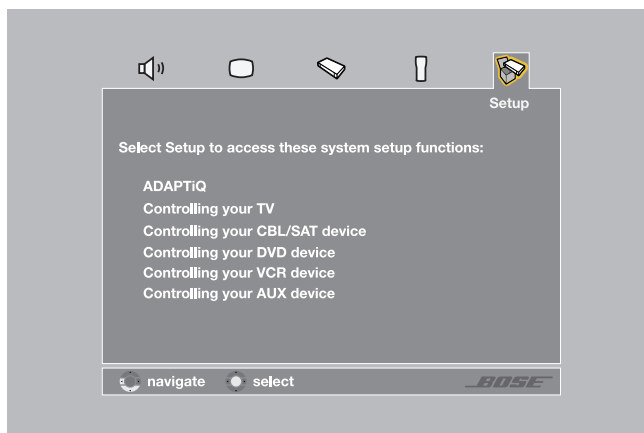 Setup
Select Setup to access these system setup functions:
ADAPTiQ
Controlling your TV
Controlling your CBL/SAT device
Controlling your DVD device
Controlling your VCR device
Controlling your AUX device
navigate select
BOSE